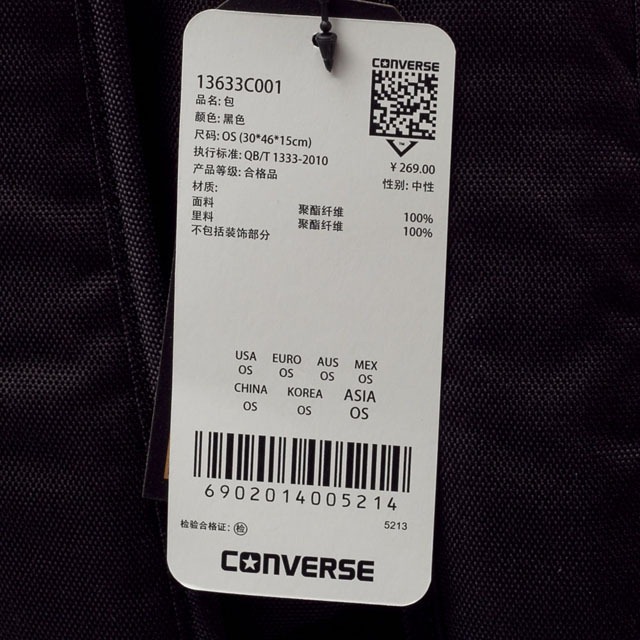 CONVERSE
13633C001
品名: 包
颜色: 黑色
尺码: OS (30*46*15cm)
执行标准: QB/T 1333-2010
产品等级: 合格品
¥ 269.00
性别: 中性
材质:
面料 聚酯纤维 100%
里料 聚酯纤维 100%
不包括装饰部分
USA EURO AUS MEX
OS OS OS OS
CHINA KOREA ASIA
OS OS OS
6902014005214
检验合格证: 检
5213
CONVERSE